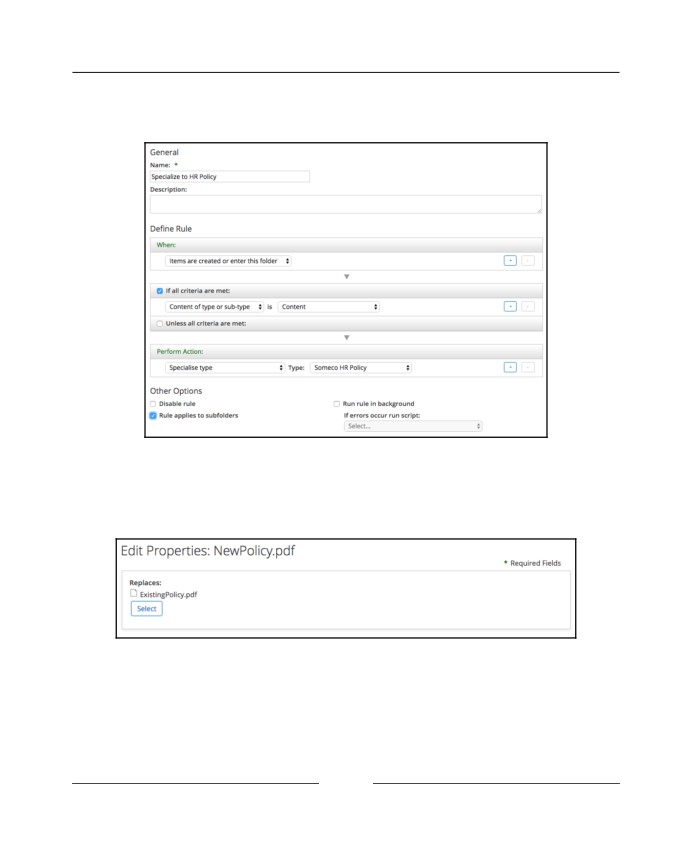 General
Name: *
Specialize to HR Policy
Description:
Define Rule
When:
Items are created or enter this folder
+ -
If all criteria are met:
Content of type or sub-type is Content
+ -
Unless all criteria are met:
Perform Action:
Specialise type Type: Someco HR Policy
+ -
Other Options
Disable rule Run rule in background
Rule applies to subfolders If errors occur run script:
Select...
Edit Properties: NewPolicy.pdf
* Required Fields
Replaces:
ExistingPolicy.pdf
Select